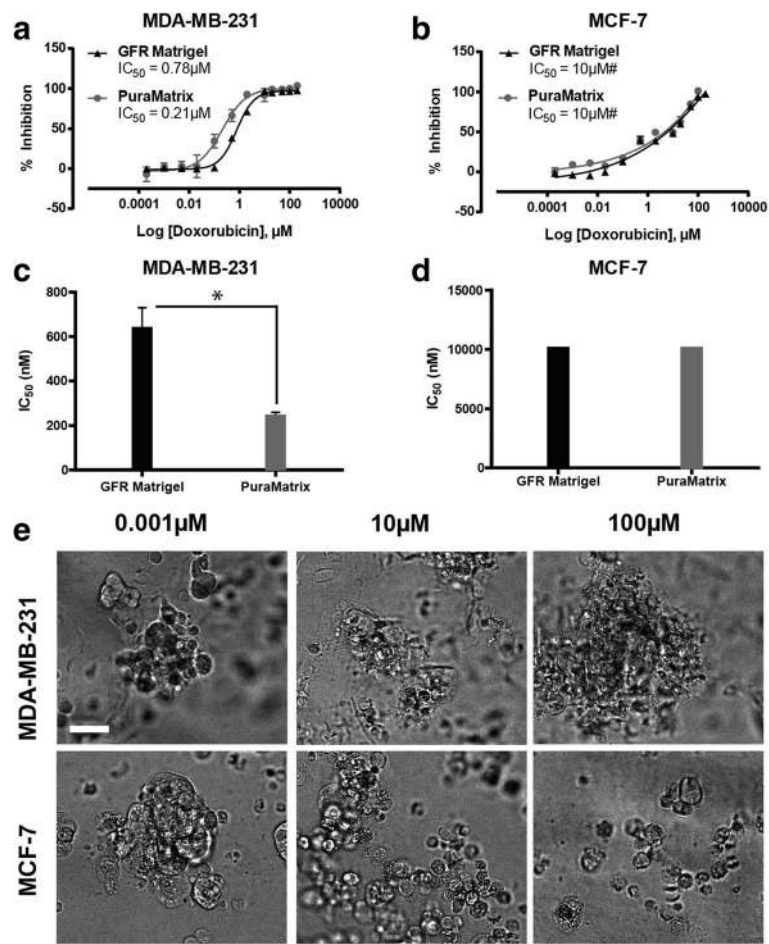 a
MDA-MB-231
GFR Matrigel
IC50 = 0.78µM
PuraMatrix
IC50 = 0.21µM
% Inhibition
150
100
50
0
-50
0.0001
0.01
1
100
10000
Log [Doxorubicin], µM
b
MCF-7
GFR Matrigel
IC50 = 10µM#
PuraMatrix
IC50 = 10µM#
% Inhibition
150
100
50
0
-50
0.0001
0.01
1
100
10000
Log [Doxorubicin], µM
c
MDA-MB-231
*
IC50 (nM)
800
600
400
200
0
GFR Matrigel
PuraMatrix
d
MCF-7
IC50 (nM)
15000
10000
5000
0
GFR Matrigel
PuraMatrix
e
0.001µM
10µM
100µM
MDA-MB-231
MCF-7